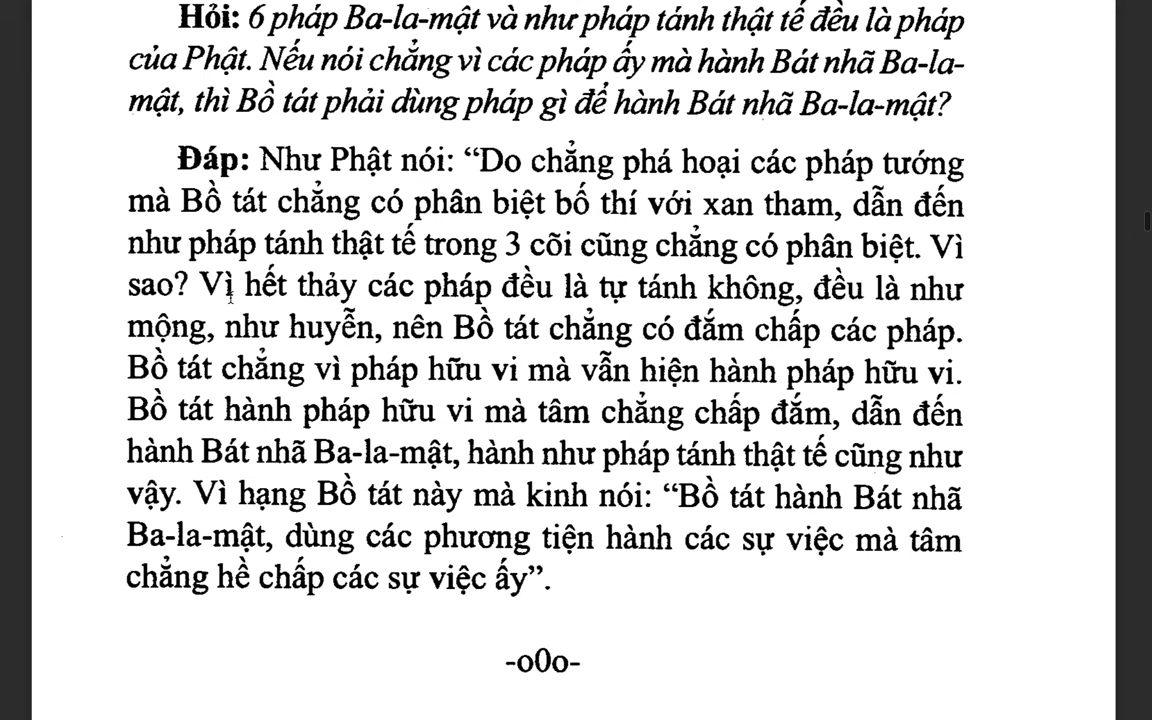 Hỏi: 6 pháp Ba-la-mật và như pháp tánh thật tế đều là pháp
của Phật. Nếu nói chẳng vì các pháp ấy mà hành Bát nhã Ba-la-
mật, thì Bồ tát phải dùng pháp gì để hành Bát nhã Ba-la-mật?
Đáp: Như Phật nói: “Do chẳng phá hoại các pháp tướng
mà Bồ tát chẳng có phân biệt bố thí với xan tham, dẫn đến
như pháp tánh thật tế trong 3 cõi cũng chẳng có phân biệt. Vì
sao? Vì hết thảy các pháp đều là tự tánh không, đều là như
mộng, như huyễn, nên Bồ tát chẳng có đắm chấp các pháp.
Bồ tát chẳng vì pháp hữu vi mà vẫn hiện hành pháp hữu vi.
Bồ tát hành pháp hữu vi mà tâm chẳng chấp đắm, dẫn đến
hành Bát nhã Ba-la-mật, hành như pháp tánh thật tế cũng như
vậy. Vì hạng Bồ tát này mà kinh nói: “Bồ tát hành Bát nhã
Ba-la-mật, dùng các phương tiện hành các sự việc mà tâm
chẳng hề chấp các sự việc ấy”.
-o0o-